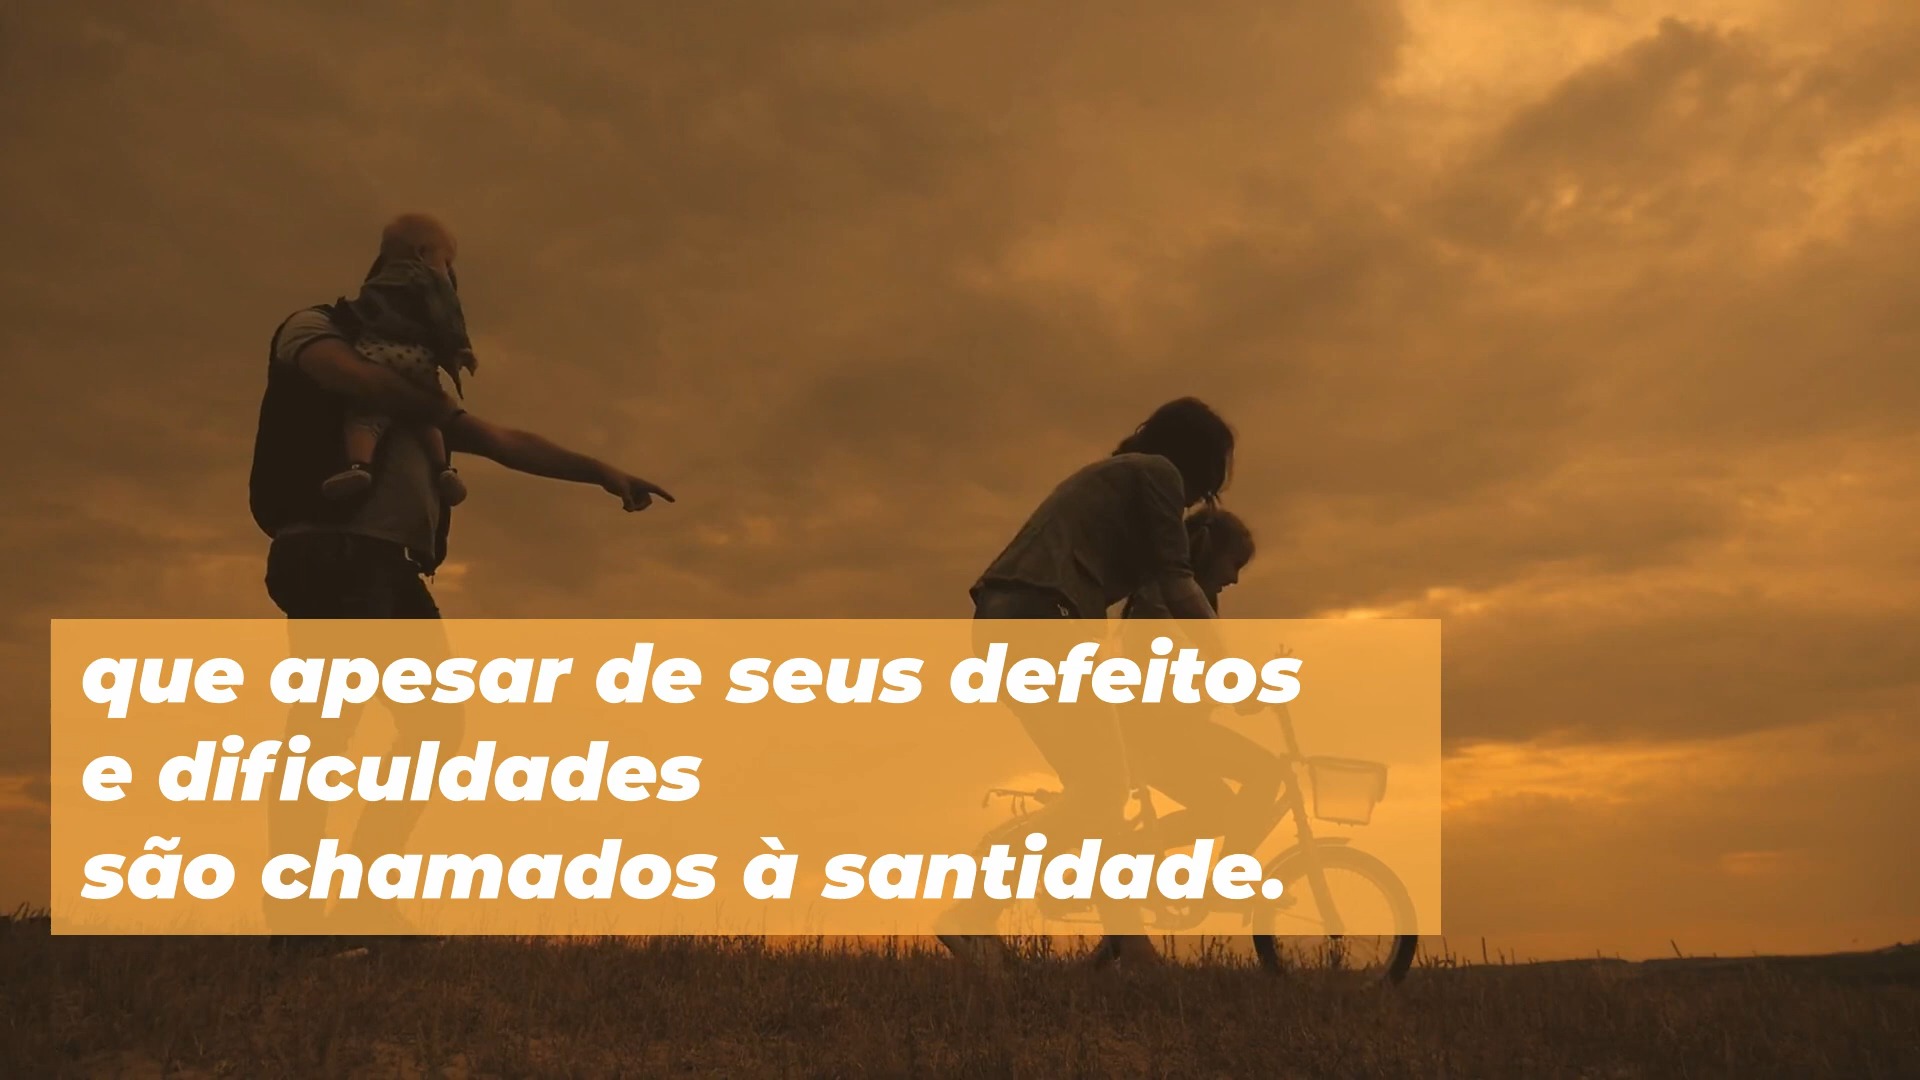 que apesar de seus defeitos
e dificuldades
são chamados à santidade.